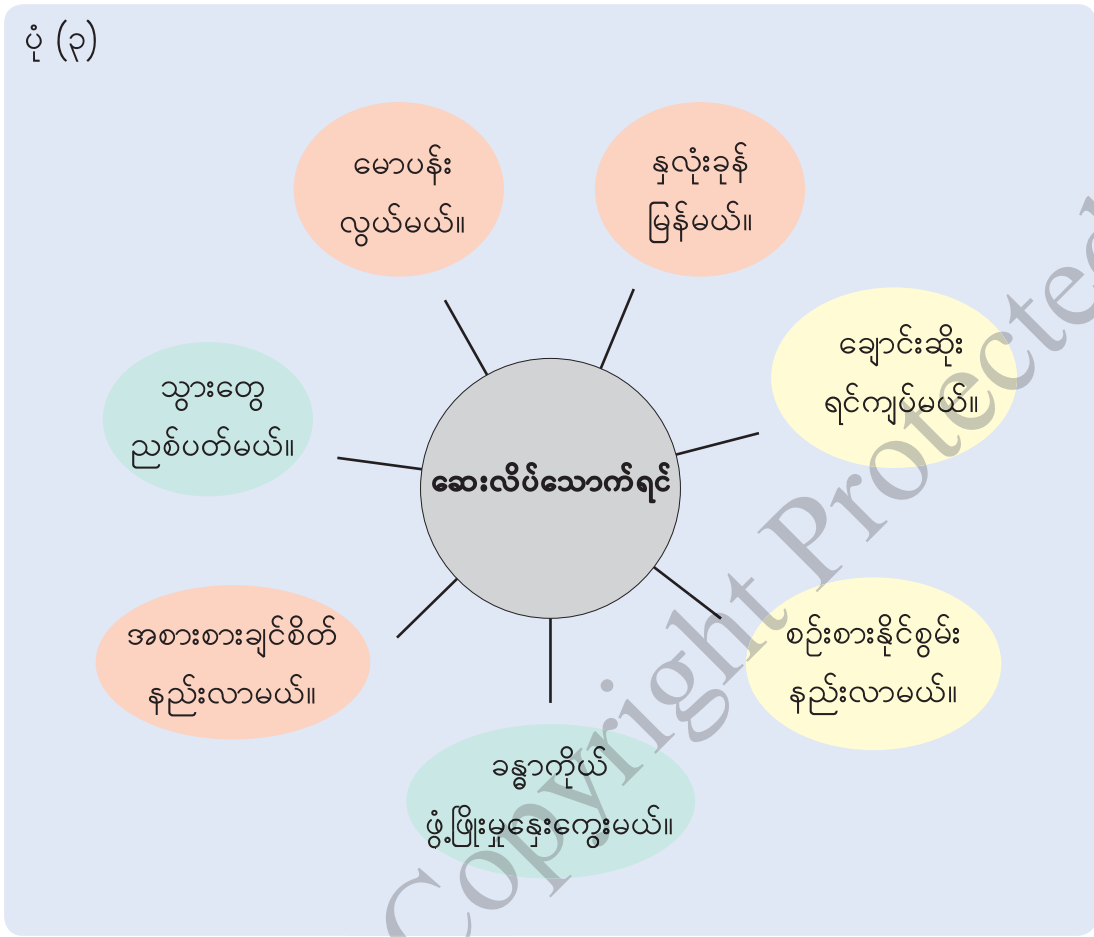 ပုံ (၃)
မောပန်း
လွယ်မယ်။
နှလုံးခုန်
မြန်မယ်။
ချောင်းဆိုး
ရင်ကျပ်မယ်။
သွားတွေ
ညစ်ပတ်မယ်။
ဆေးလိပ်သောက်ရင်
အစားစားချင်စိတ်
နည်းလာမယ်။
စဉ်းစားနိုင်စွမ်း
နည်းလာမယ်။
ခန္ဓာကိုယ်
ဖွံ့ဖြိုးမှုနှေးကွေးမယ်။
Copyright Protected